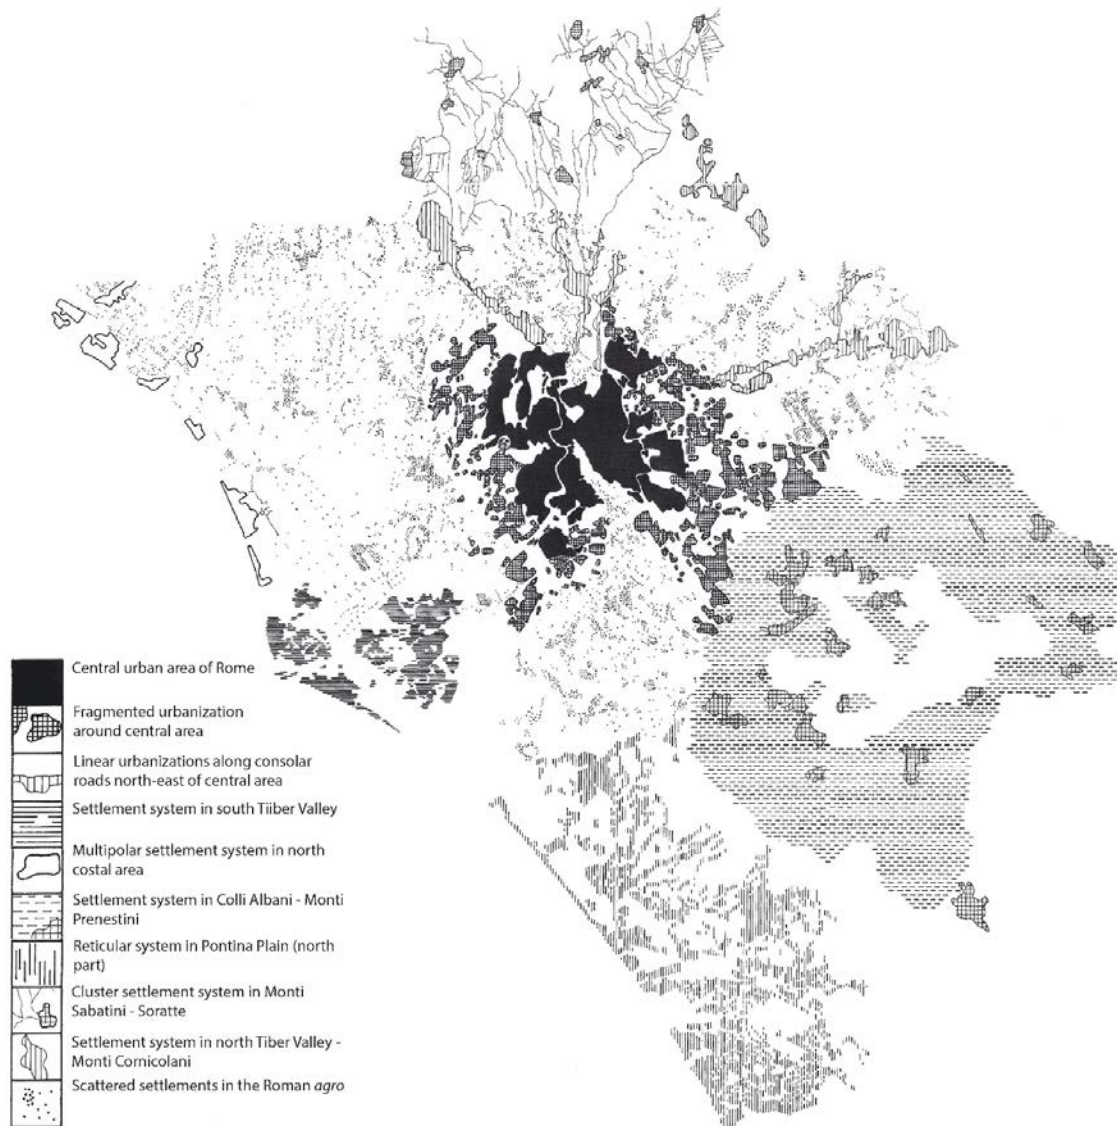 Central urban area of Rome
Fragmented urbanization
around central area
Linear urbanizations along consolar
roads north-east of central area
Settlement system in south Tiiber Valley
Multipolar settlement system in north
costal area
Settlement system in Colli Albani - Monti
Prenestini
Reticular system in Pontina Plain (north
part)
Cluster settlement system in Monti
Sabatini - Soratte
Settlement system in north Tiber Valley -
Monti Cornicolani
Scattered settlements in the Roman agro